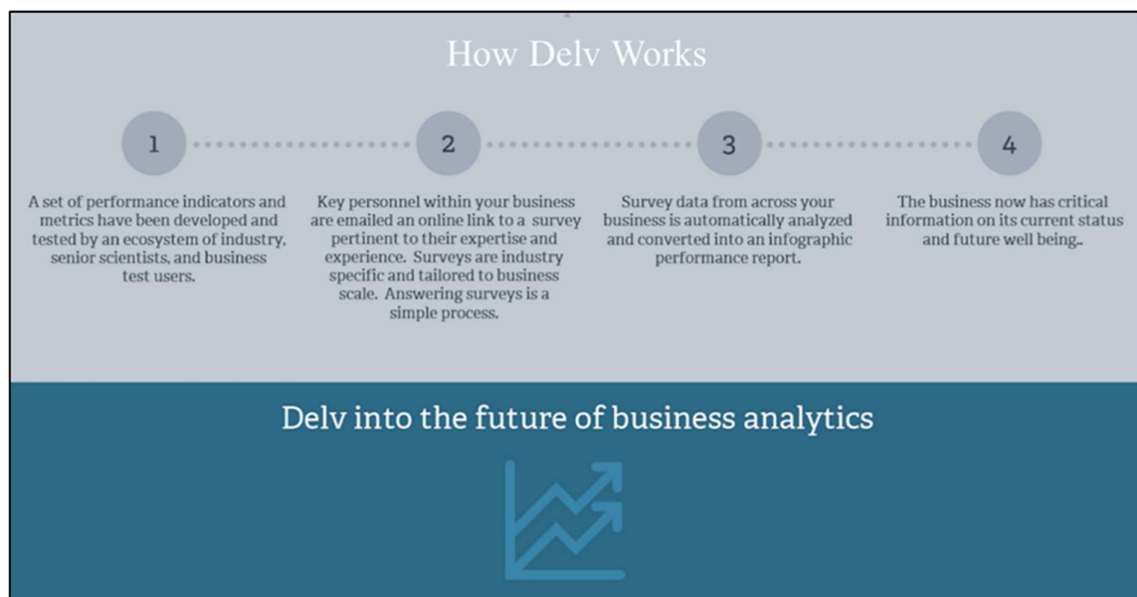 How Delv Works
1
A set of performance indicators and
metrics have been developed and
tested by an ecosystem of industry,
senior scientists, and business
test users.
2
Key personnel within your business
are emailed an online link to a survey
pertinent to their expertise and
experience. Surveys are industry
specific and tailored to business
scale. Answering surveys is a
simple process.
3
Survey data from across your
business is automatically analyzed
and converted into an infographic
performance report.
4
The business now has critical
information on its current status
and future well being..
Delv into the future of business analytics